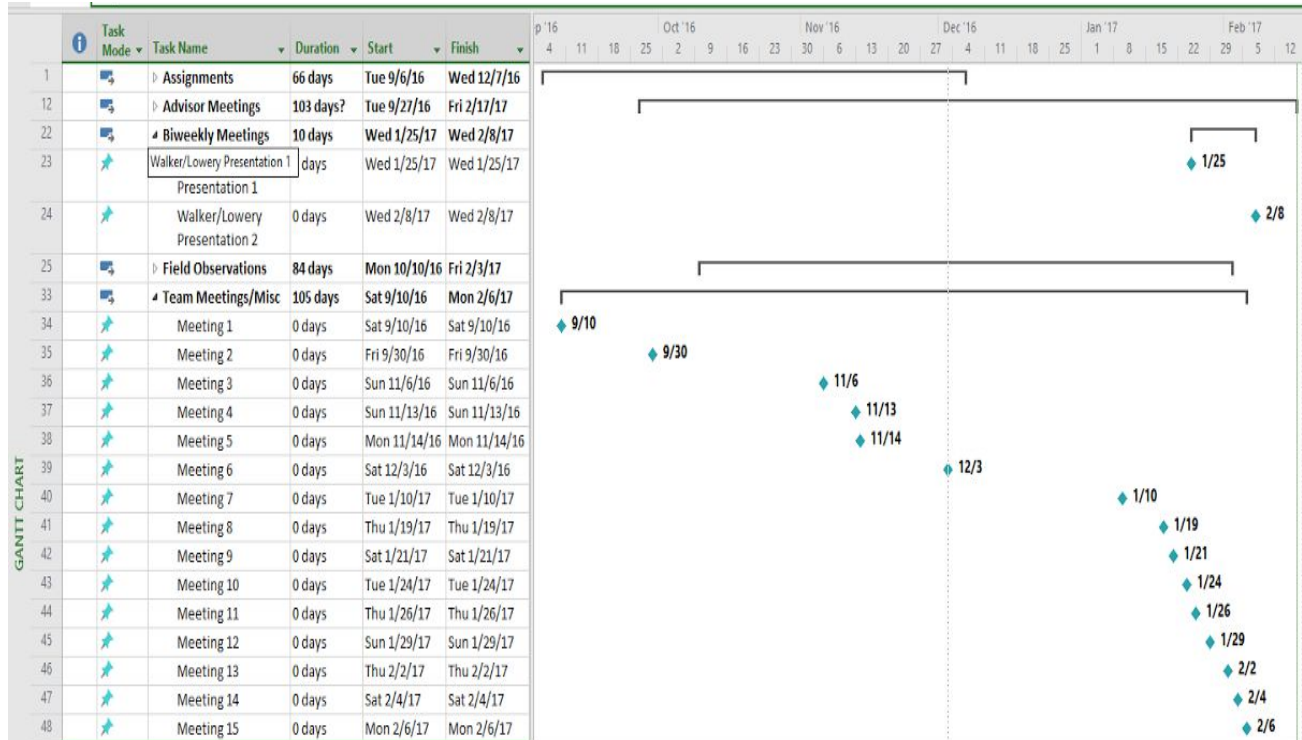 Task
Mode Task Name Duration Start Finish
p '16 Oct '16 Nov '16 Dec '16 Jan '17 Feb '17
4 11 18 25 2 9 16 23 30 6 13 20 27 4 11 18 25 1 8 15 22 29 5 12
1 Assignments 66 days Tue 9/6/16 Wed 12/7/16
12 Advisor Meetings 103 days? Tue 9/27/16 Fri 2/17/17
22 Biweekly Meetings 10 days Wed 1/25/17 Wed 2/8/17
23 Walker/Lowery Presentation 1 days Wed 1/25/17 Wed 1/25/17 1/25
Presentation 1
24 Walker/Lowery 0 days Wed 2/8/17 Wed 2/8/17 2/8
Presentation 2
25 Field Observations 84 days Mon 10/10/16 Fri 2/3/17
33 Team Meetings/Misc 105 days Sat 9/10/16 Mon 2/6/17
34 Meeting 1 0 days Sat 9/10/16 Sat 9/10/16 9/10
35 Meeting 2 0 days Fri 9/30/16 Fri 9/30/16 9/30
36 Meeting 3 0 days Sun 11/6/16 Sun 11/6/16 11/6
37 Meeting 4 0 days Sun 11/13/16 Sun 11/13/16 11/13
38 Meeting 5 0 days Mon 11/14/16 Mon 11/14/16 11/14
39 Meeting 6 0 days Sat 12/3/16 Sat 12/3/16 12/3
40 Meeting 7 0 days Tue 1/10/17 Tue 1/10/17 1/10
41 Meeting 8 0 days Thu 1/19/17 Thu 1/19/17 1/19
42 Meeting 9 0 days Sat 1/21/17 Sat 1/21/17 1/21
43 Meeting 10 0 days Tue 1/24/17 Tue 1/24/17 1/24
44 Meeting 11 0 days Thu 1/26/17 Thu 1/26/17 1/26
45 Meeting 12 0 days Sun 1/29/17 Sun 1/29/17 1/29
46 Meeting 13 0 days Thu 2/2/17 Thu 2/2/17 2/2
47 Meeting 14 0 days Sat 2/4/17 Sat 2/4/17 2/4
48 Meeting 15 0 days Mon 2/6/17 Mon 2/6/17 2/6
GANTT CHART